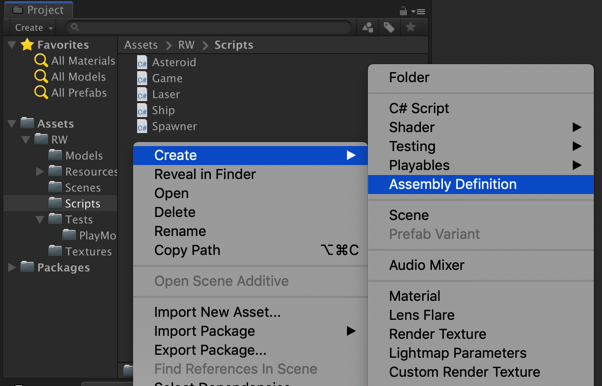 Project
Create
Favorites
All Materials
All Models
All Prefabs
Assets
RW
Models
Resources
Scenes
Scripts
Tests
PlayMo
Textures
Packages
Assets > RW > Scripts
C# Asteroid
C# Game
C# Laser
C# Ship
C# Spawner
Create
Reveal in Finder
Open
Delete
Rename
Copy Path ⌥⌘C
Open Scene Additive
Import New Asset...
Import Package
Export Package...
Find References In Scene
Select Dependencies
Folder
C# Script
Shader
Testing
Playables
Assembly Definition
Scene
Prefab Variant
Audio Mixer
Material
Lens Flare
Render Texture
Lightmap Parameters
Custom Render Texture